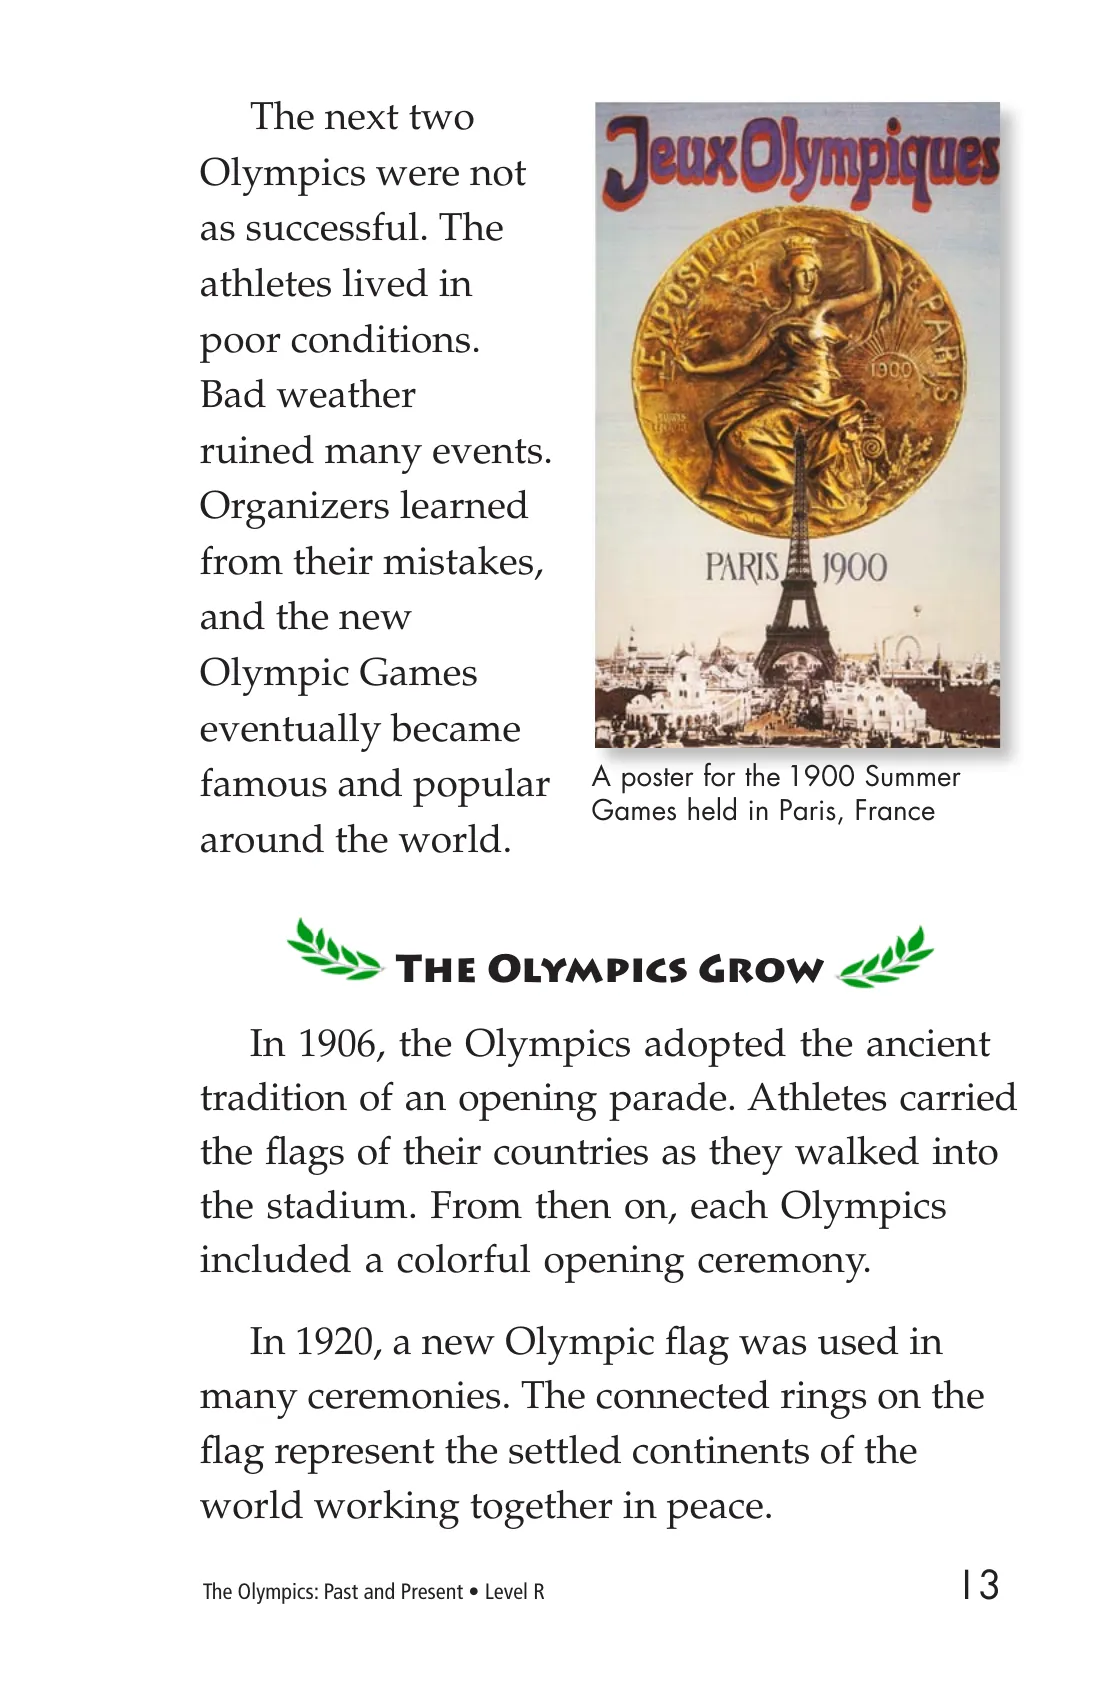 The next two
Olympics were not
as successful. The
athletes lived in
poor conditions.
Bad weather
ruined many events.
Organizers learned
from their mistakes,
and the new
Olympic Games
eventually became
famous and popular
around the world.
Jeux Olympiques
L'EXPOSITION DE PARIS
1900
PARIS 1900
A poster for the 1900 Summer
Games held in Paris, France
The Olympics Grow
In 1906, the Olympics adopted the ancient
tradition of an opening parade. Athletes carried
the flags of their countries as they walked into
the stadium. From then on, each Olympics
included a colorful opening ceremony.
In 1920, a new Olympic flag was used in
many ceremonies. The connected rings on the
flag represent the settled continents of the
world working together in peace.
The Olympics: Past and Present • Level R
13